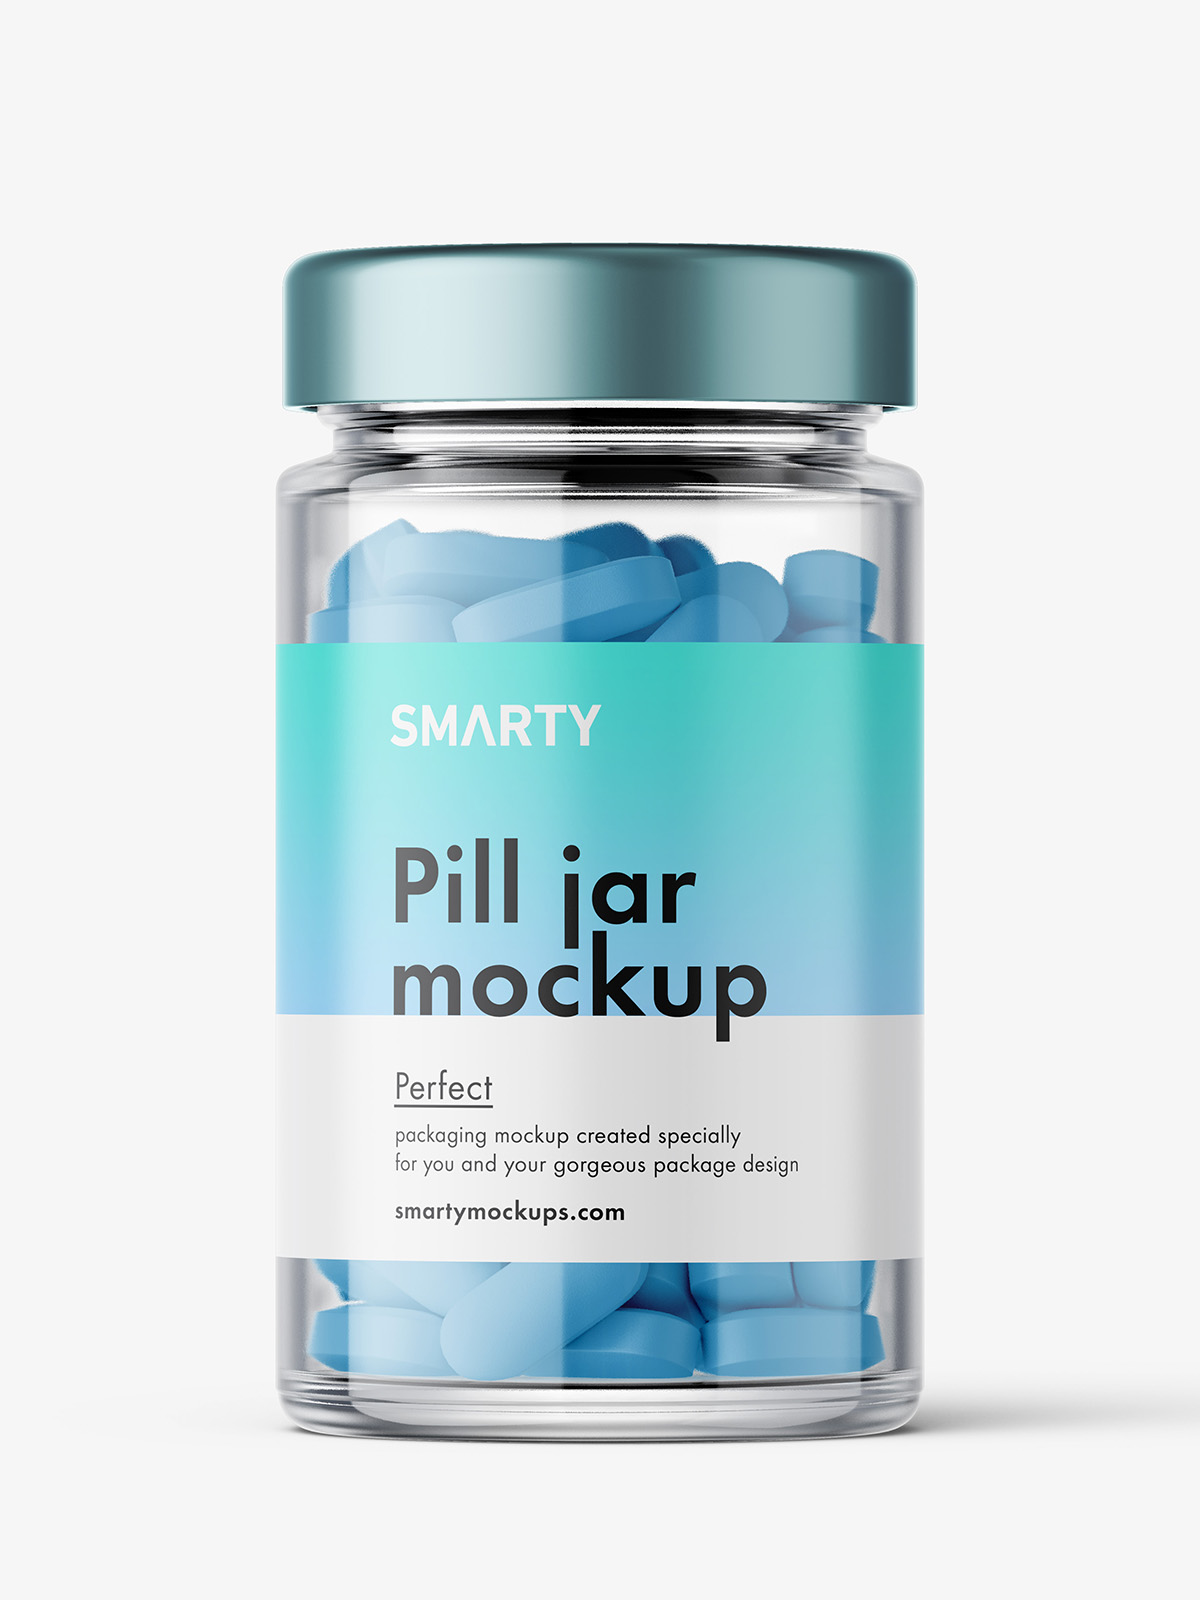 SMARTY
Pill jar
mockup
Perfect
packaging mockup created specially
for you and your gorgeous package design
smartymockups.com